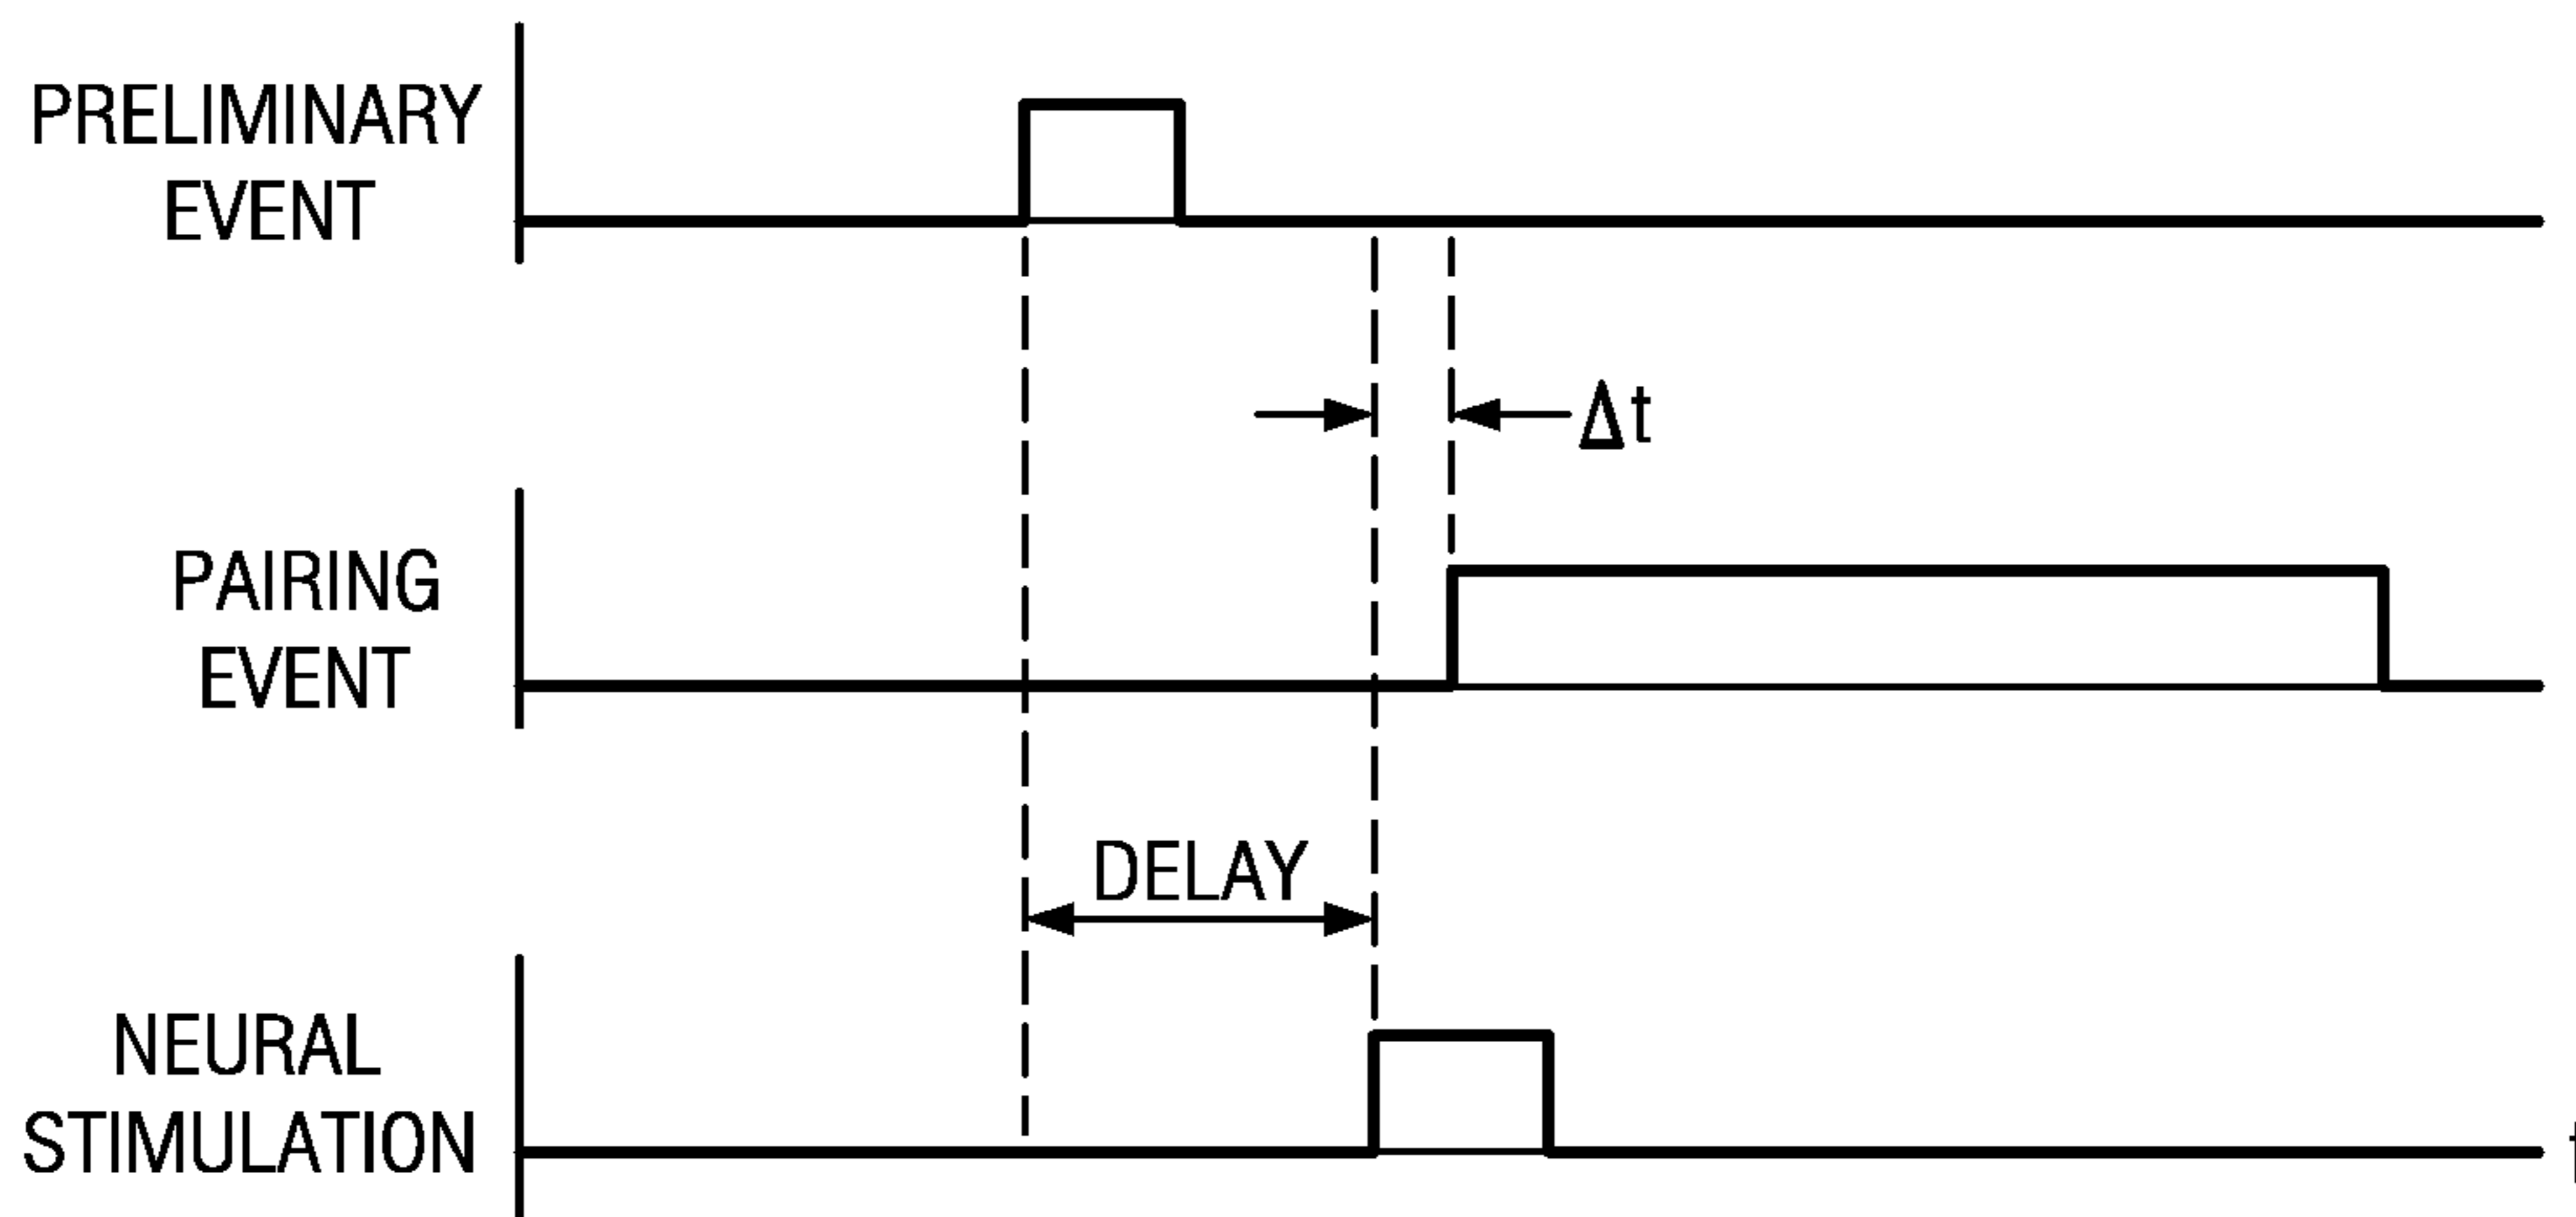 PRELIMINARY
EVENT
Δt
PAIRING
EVENT
DELAY
NEURAL
STIMULATION
t